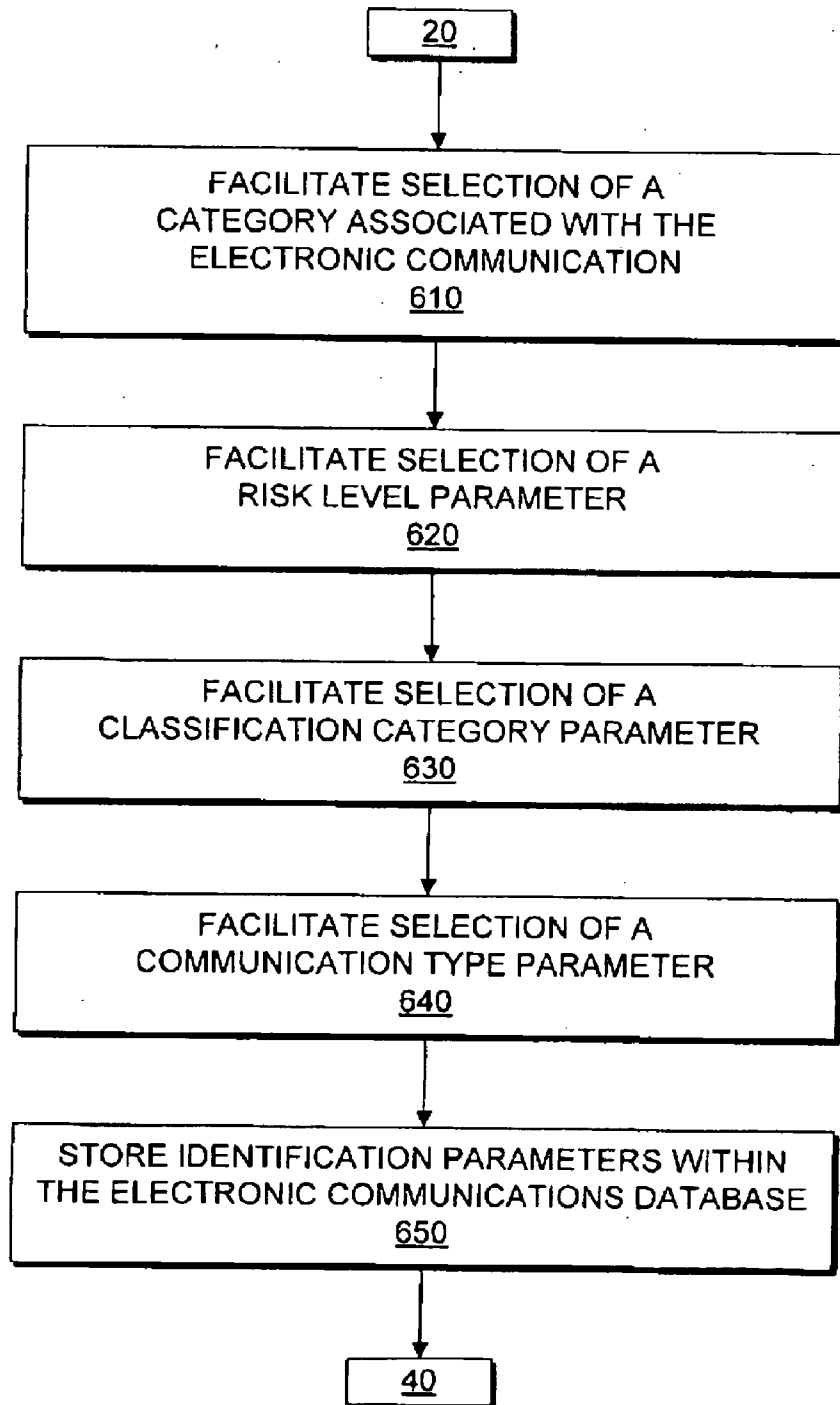 20
FACILITATE SELECTION OF A
CATEGORY ASSOCIATED WITH THE
ELECTRONIC COMMUNICATION
610
FACILITATE SELECTION OF A
RISK LEVEL PARAMETER
620
FACILITATE SELECTION OF A
CLASSIFICATION CATEGORY PARAMETER
630
FACILITATE SELECTION OF A
COMMUNICATION TYPE PARAMETER
640
STORE IDENTIFICATION PARAMETERS WITHIN
THE ELECTRONIC COMMUNICATIONS DATABASE
650
40